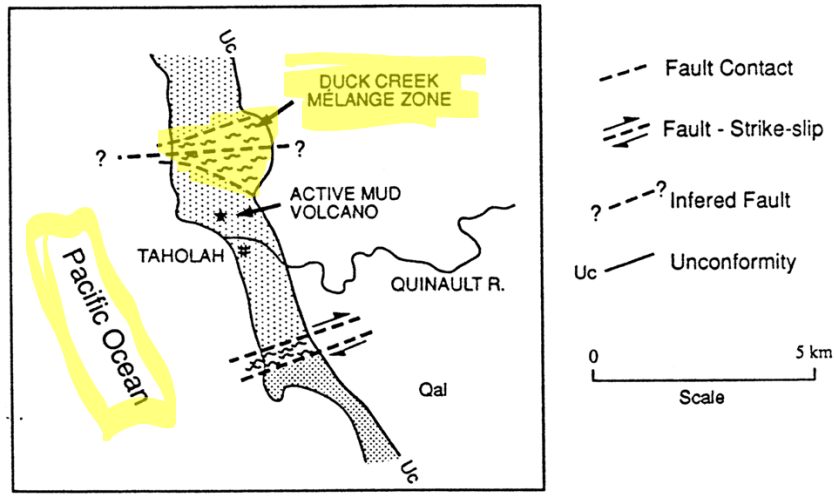 Uc
DUCK CREEK
MÉLANGE ZONE
?
?
ACTIVE MUD
VOLCANO
TAHOLAH
#
QUINAULT R.
Pacific Ocean
Qal
Uc
Fault Contact
Fault - Strike-slip
? ? Infered Fault
Uc Unconformity
0 5 km
Scale